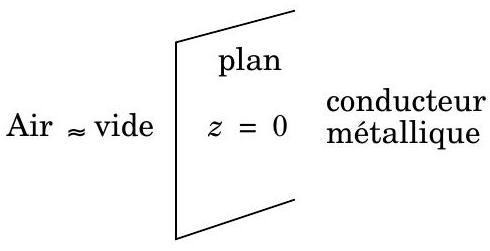 plan
Air ≈ vide
z = 0
conducteur
métallique